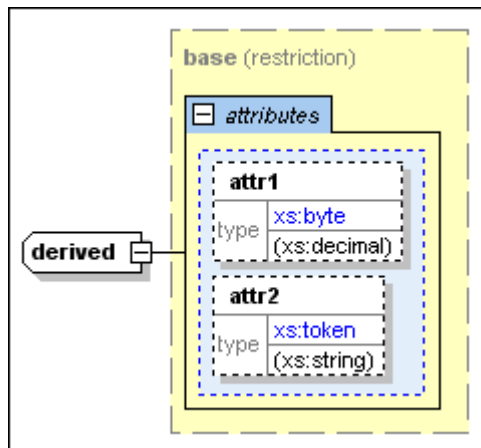 base (restriction)
attributes
attr1
type
xs:byte
(xs:decimal)
derived
attr2
type
xs:token
(xs:string)